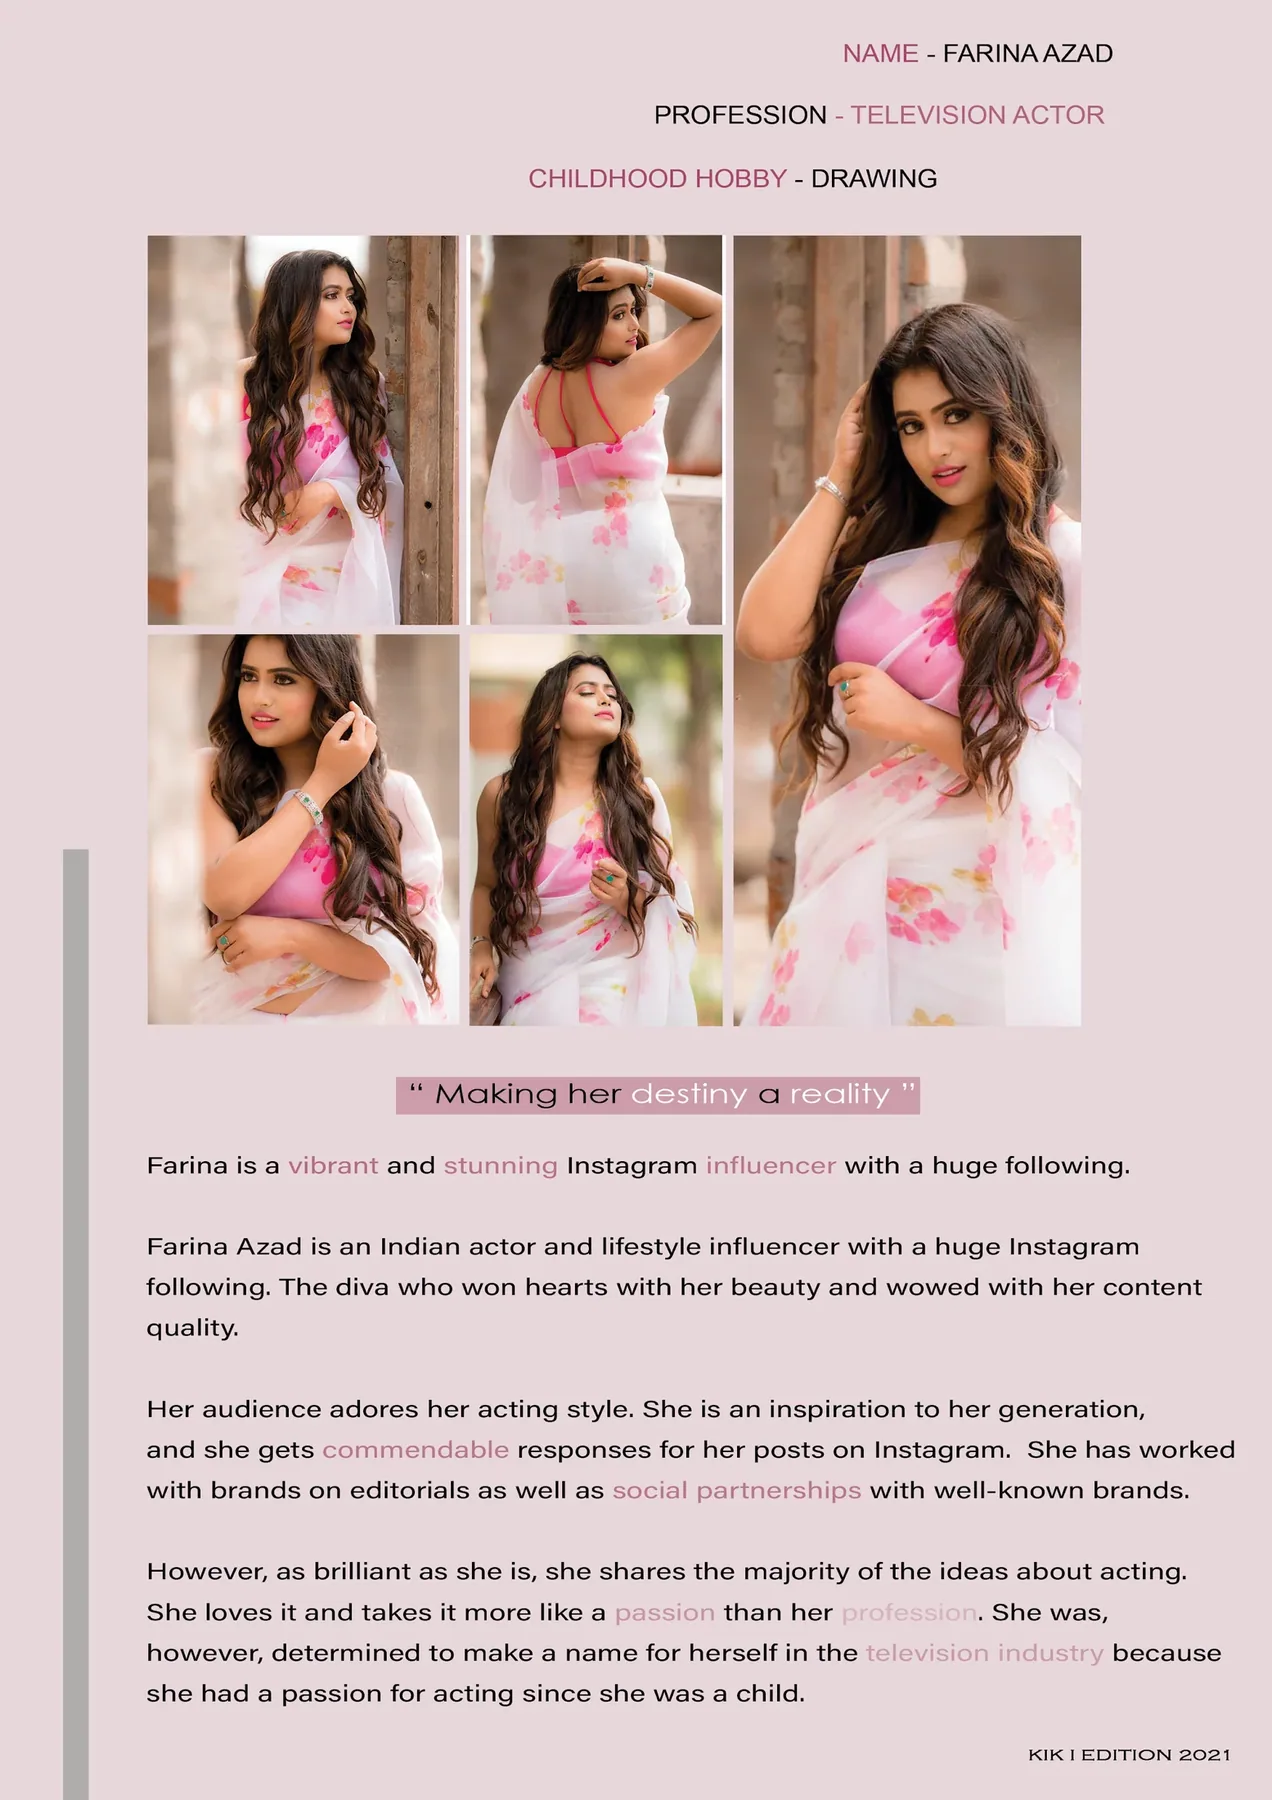 NAME - FARINA AZAD
PROFESSION - TELEVISION ACTOR
CHILDHOOD HOBBY - DRAWING
“ Making her destiny a reality ”
Farina is a vibrant and stunning Instagram influencer with a huge following.
Farina Azad is an Indian actor and lifestyle influencer with a huge Instagram
following. The diva who won hearts with her beauty and wowed with her content
quality.
Her audience adores her acting style. She is an inspiration to her generation,
and she gets commendable responses for her posts on Instagram.  She has worked
with brands on editorials as well as social partnerships with well-known brands.
However, as brilliant as she is, she shares the majority of the ideas about acting.
She loves it and takes it more like a passion than her profession. She was,
however, determined to make a name for herself in the television industry because
she had a passion for acting since she was a child.
KIK I EDITION 2021